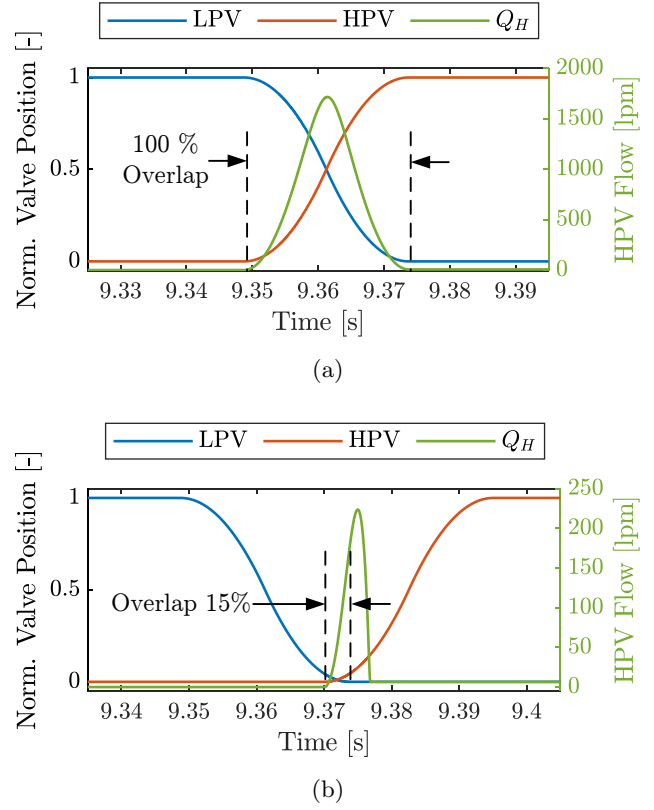 LPV HPV Q_H
Norm. Valve Position [-]
1
0.5
0
100 %
Overlap
2000
1500
1000
500
0
HPV Flow [lpm]
9.33 9.34 9.35 9.36 9.37 9.38 9.39
Time [s]
(a)
LPV HPV Q_H
Norm. Valve Position [-]
1
0.5
0
Overlap 15%
250
200
150
100
50
0
HPV Flow [lpm]
9.34 9.35 9.36 9.37 9.38 9.39 9.4
Time [s]
(b)